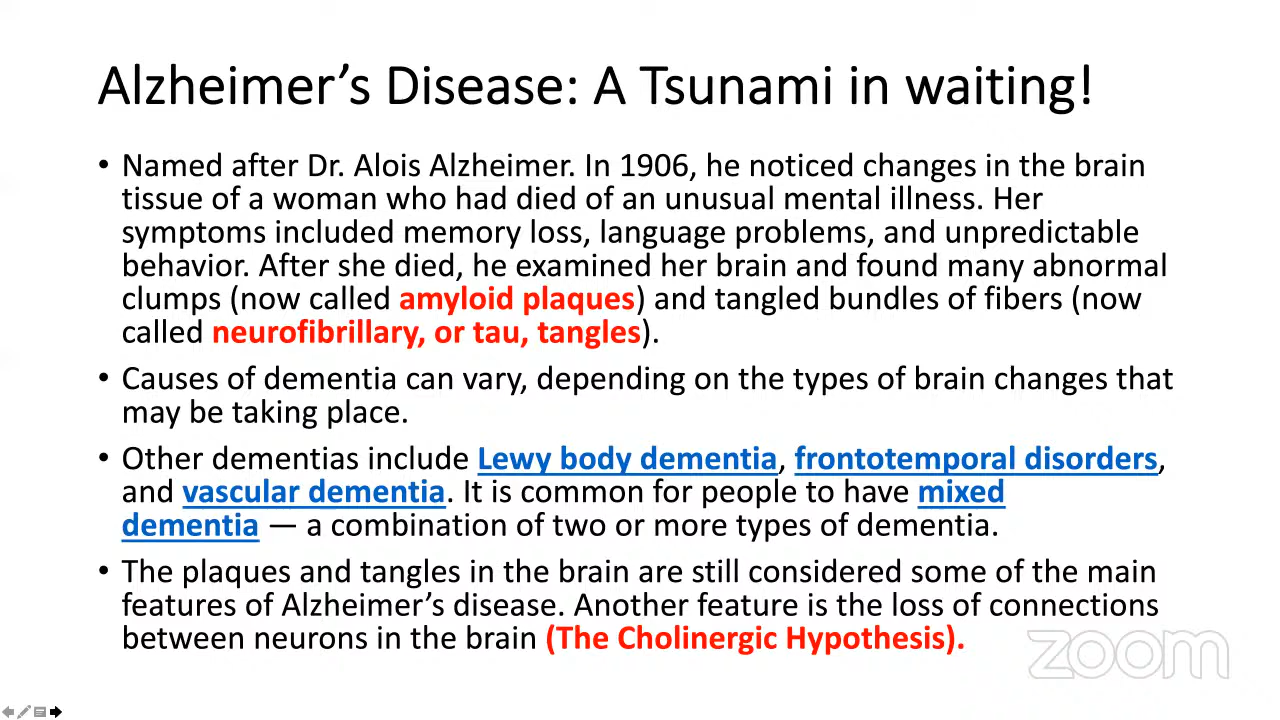 Alzheimer’s Disease: A Tsunami in waiting!
• Named after Dr. Alois Alzheimer. In 1906, he noticed changes in the brain
tissue of a woman who had died of an unusual mental illness. Her
symptoms included memory loss, language problems, and unpredictable
behavior. After she died, he examined her brain and found many abnormal
clumps (now called amyloid plaques) and tangled bundles of fibers (now
called neurofibrillary, or tau, tangles).
• Causes of dementia can vary, depending on the types of brain changes that
may be taking place.
• Other dementias include Lewy body dementia, frontotemporal disorders,
and vascular dementia. It is common for people to have mixed
dementia — a combination of two or more types of dementia.
• The plaques and tangles in the brain are still considered some of the main
features of Alzheimer’s disease. Another feature is the loss of connections
between neurons in the brain (The Cholinergic Hypothesis).
zoom